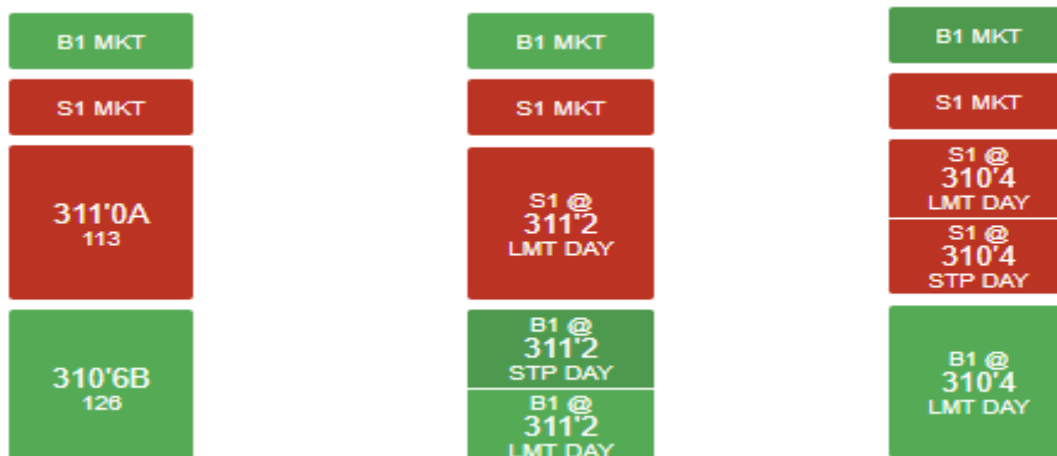 B1 MKT
S1 MKT
311'0A
113
310'6B
126
B1 MKT
S1 MKT
S1 @
311'2
LMT DAY
B1 @
311'2
STP DAY
B1 @
311'2
LMT DAY
B1 MKT
S1 MKT
S1 @
310'4
LMT DAY
S1 @
310'4
STP DAY
B1 @
310'4
LMT DAY